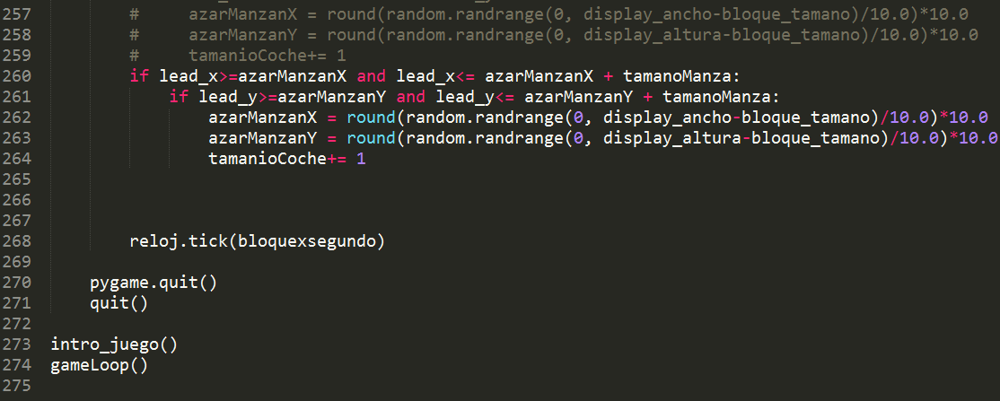 257 #     azarManzanX = round(random.randrange(0, display_ancho-bloque_tamano)/10.0)*10.0
258 #     azarManzanY = round(random.randrange(0, display_altura-bloque_tamano)/10.0)*10.0
259 #     tamanioCoche+= 1
260 if lead_x>=azarManzanX and lead_x<= azarManzanX + tamanoManza:
261     if lead_y>=azarManzanY and lead_y<= azarManzanY + tamanoManza:
262         azarManzanX = round(random.randrange(0, display_ancho-bloque_tamano)/10.0)*10.0
263         azarManzanY = round(random.randrange(0, display_altura-bloque_tamano)/10.0)*10.0
264         tamanioCoche+= 1
265
266
267
268 reloj.tick(bloquexsegundo)
269
270 pygame.quit()
271 quit()
272
273 intro_juego()
274 gameLoop()
275